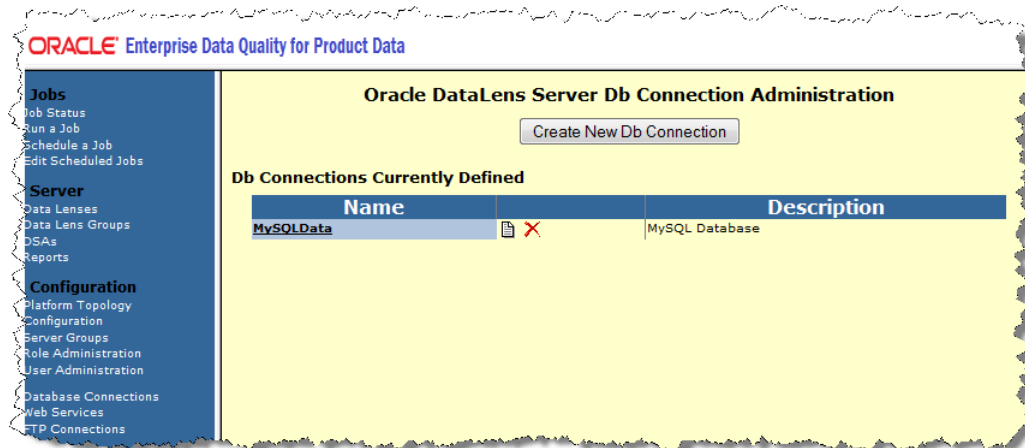 ORACLE Enterprise Data Quality for Product Data
Jobs
Job Status
Run a Job
Schedule a Job
Edit Scheduled Jobs
Server
Data Lenses
Data Lens Groups
DSAs
Reports
Configuration
Platform Topology
Configuration
Server Groups
Role Administration
User Administration
Database Connections
Web Services
FTP Connections
Oracle DataLens Server Db Connection Administration
Create New Db Connection
Db Connections Currently Defined
Name Description
MySQLData MySQL Database